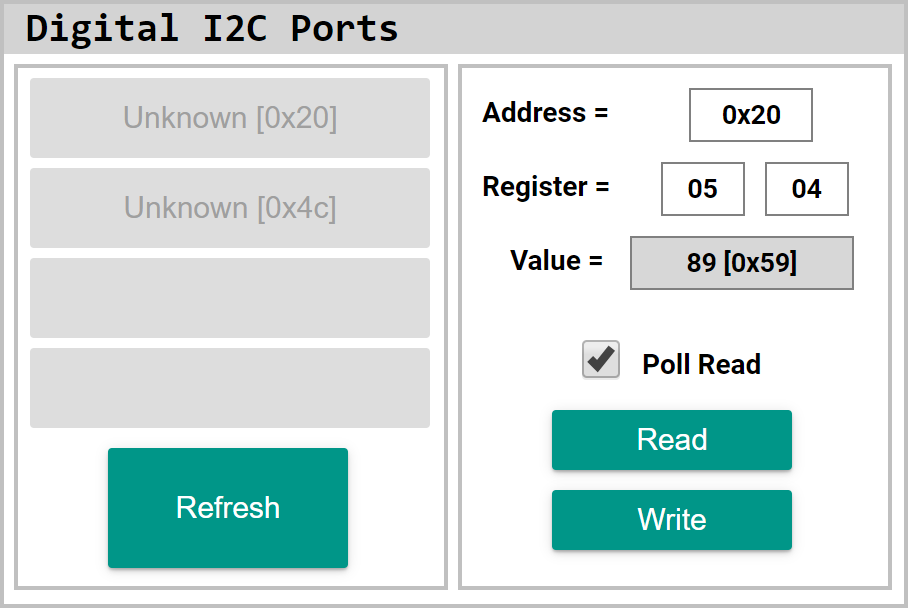 Digital I2C Ports
Unknown [0x20]
Unknown [0x4c]
Refresh
Address = 0x20
Register = 05 04
Value = 89 [0x59]
Poll Read
Read
Write